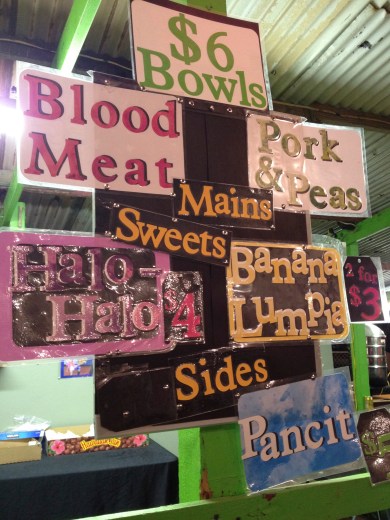 $6
Bowls
Blood
Meat
Pork
& Peas
Mains
Sweets
Halo-
Halo
$4
Banana
Lumpia
2 for
$3
Sides
Pancit